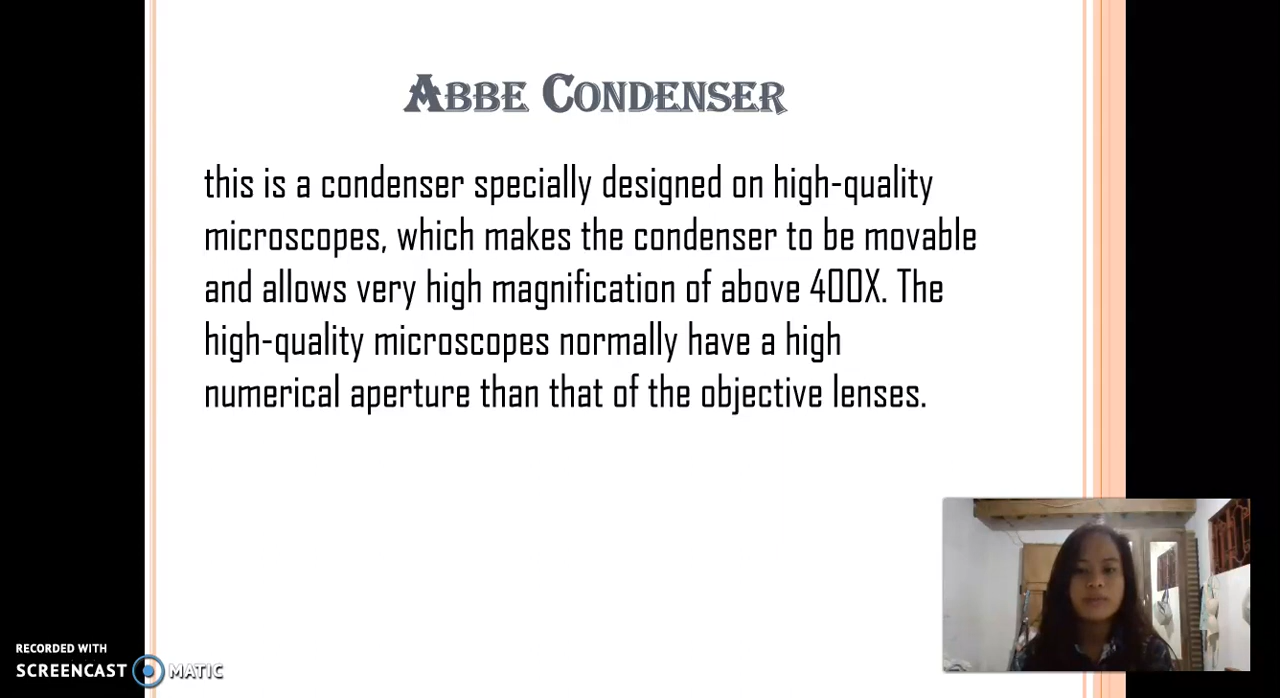 ABBE CONDENSER
this is a condenser specially designed on high-quality
microscopes, which makes the condenser to be movable
and allows very high magnification of above 400X. The
high-quality microscopes normally have a high
numerical aperture than that of the objective lenses.
RECORDED WITH
SCREENCAST MATIC